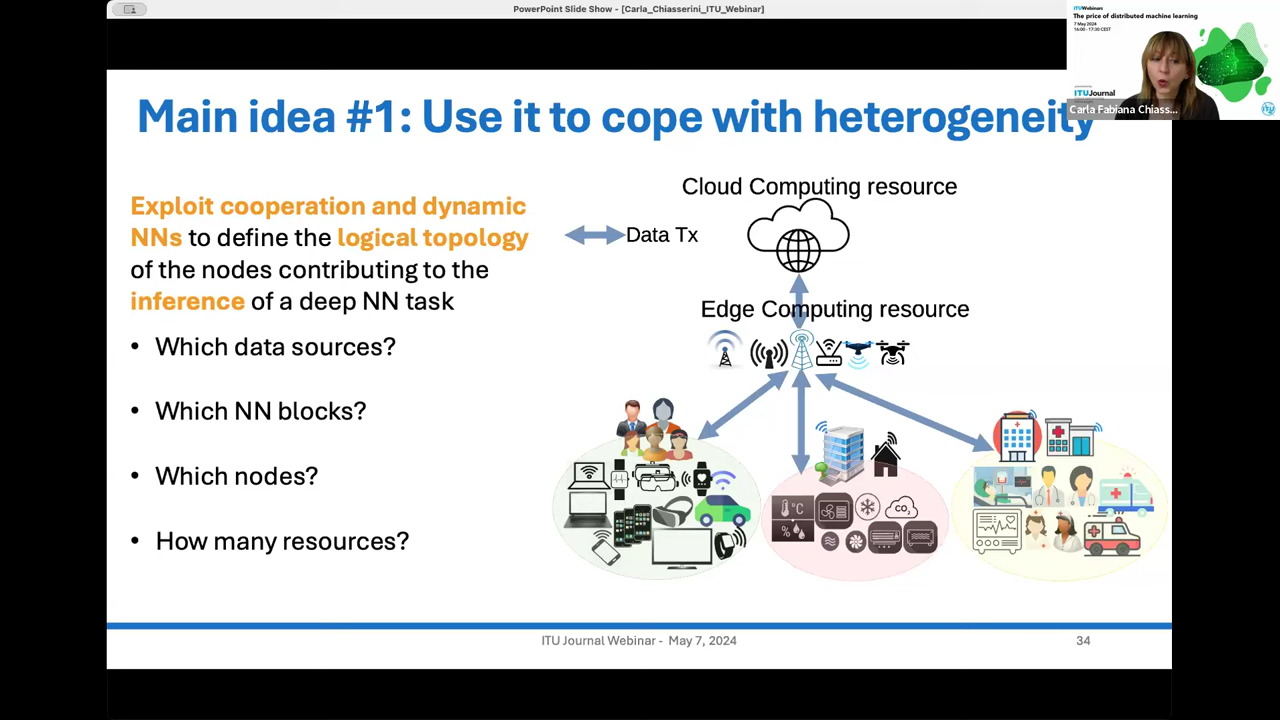 PowerPoint Slide Show - [Carla_Chiasserini_ITU_Webinar]
ITUWebinars
The price of distributed machine learning
7 May 2024
16:00 - 17:30 CEST
ITUJournal
Carla Fabiana Chiass...
Main idea #1: Use it to cope with heterogeneity
Exploit cooperation and dynamic
NNs to define the logical topology
of the nodes contributing to the
inference of a deep NN task
• Which data sources?
• Which NN blocks?
• Which nodes?
• How many resources?
Cloud Computing resource
Data Tx
Edge Computing resource
°C
%
CO2
ITU Journal Webinar - May 7, 2024
34